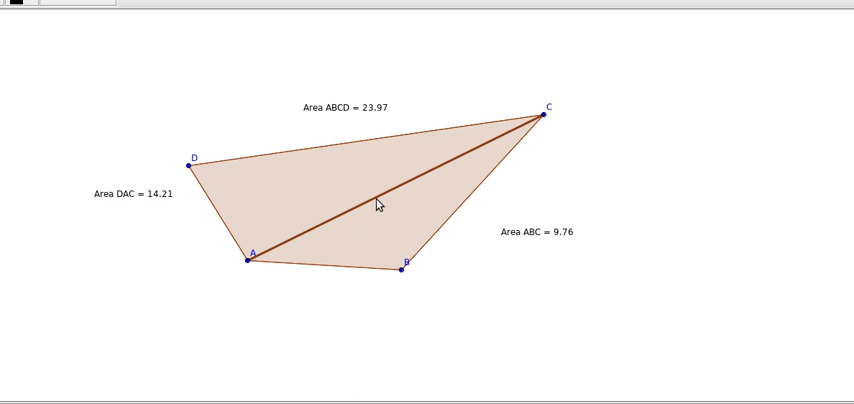 Area ABCD = 23.97
C
D
Area DAC = 14.21
Area ABC = 9.76
A
B